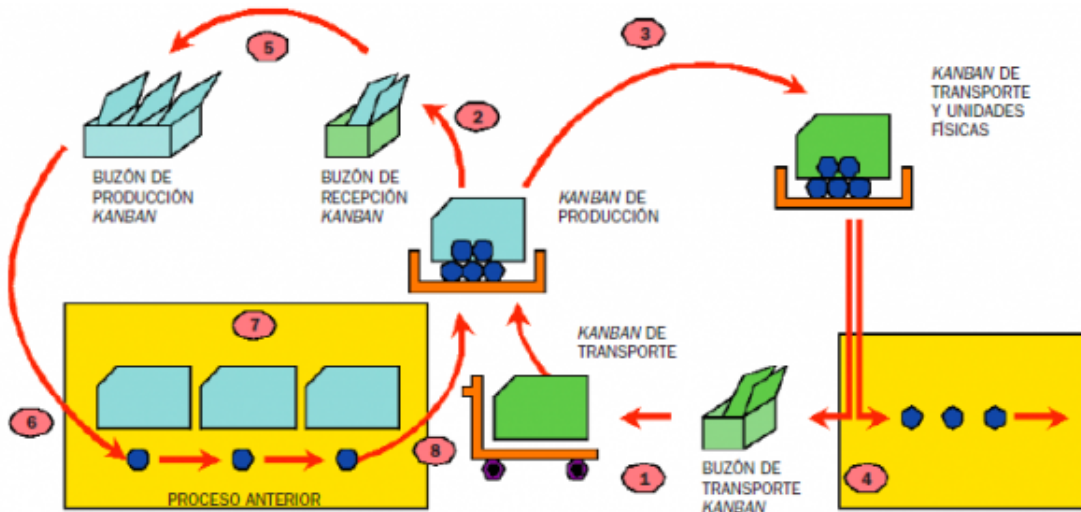 5
3
2
KANBAN DE
TRANSPORTE
Y UNIDADES
FÍSICAS
BUZÓN DE
PRODUCCIÓN
KANBAN
BUZÓN DE
RECEPCIÓN
KANBAN
KANBAN DE
PRODUCCIÓN
7
KANBAN DE
TRANSPORTE
6
8
1
4
PROCESO ANTERIOR
BUZÓN DE
TRANSPORTE
KANBAN